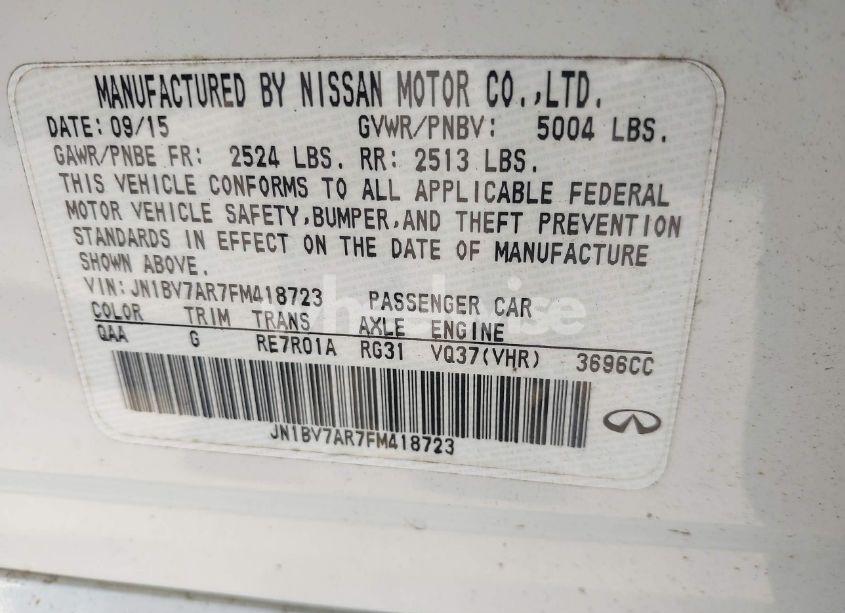 MANUFACTURED BY NISSAN MOTOR CO.,LTD.
DATE: 09/15 GVWR/PNBV: 5004 LBS.
GAWR/PNBE FR: 2524 LBS. RR: 2513 LBS.
THIS VEHICLE CONFORMS TO ALL APPLICABLE FEDERAL
MOTOR VEHICLE SAFETY,BUMPER,AND THEFT PREVENTION
STANDARDS IN EFFECT ON THE DATE OF MANUFACTURE
SHOWN ABOVE.
VIN:JN1BV7AR7FM418723 PASSENGER CAR
COLOR TRIM TRANS AXLE ENGINE
QAA G RE7R01A RG31 VQ37(VHR) 3696CC
JN1BV7AR7FM418723